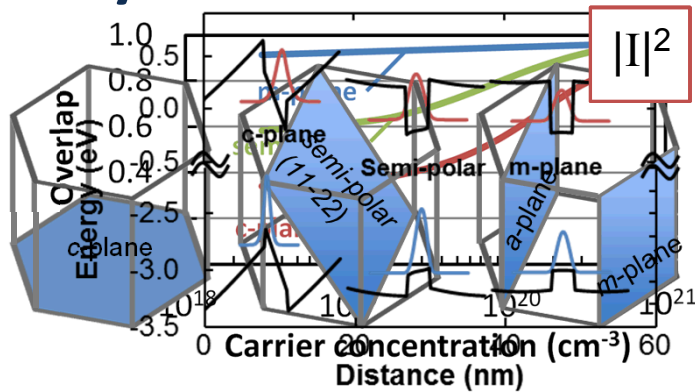 |I|²
1.0
0.5
0.8
m-plane
0.0
c-plane
0.6
Overlap
Energy (eV)
semi-polar
(11-22)
Semi-polar
m-plane
0.4
-0.5
a-plane
-2.5
c-plane
c-plane
m-plane
-3.0
10¹⁸
10²⁰
10²¹
-3.5
0
20
40
60
Carrier concentration (cm⁻³)
Distance (nm)